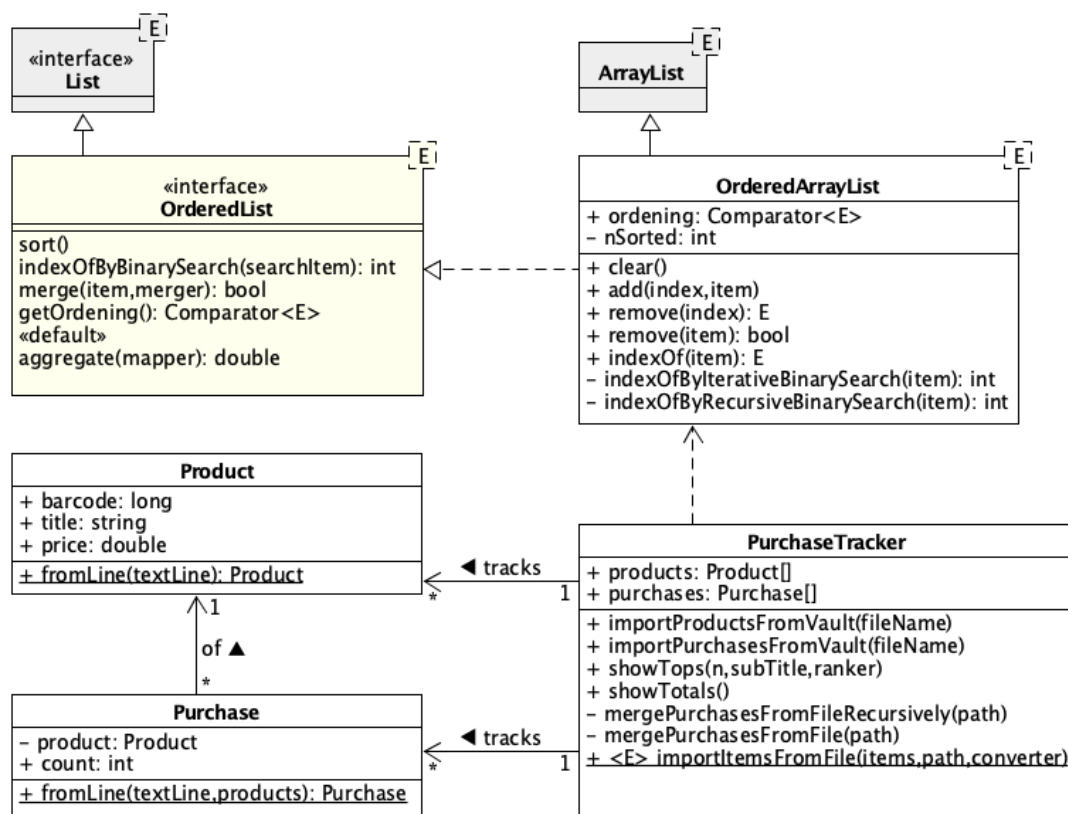 E
«interface»
List
E
ArrayList
E
«interface»
OrderedList
sort()
indexOfByBinarySearch(searchItem): int
merge(item,merger): bool
getOrdening(): Comparator<E>
«default»
aggregate(mapper): double
E
OrderedArrayList
+ ordening: Comparator<E>
– nSorted: int
+ clear()
+ add(index,item)
+ remove(index): E
+ remove(item): bool
+ indexOf(item): E
– indexOfByIterativeBinarySearch(item): int
– indexOfByRecursiveBinarySearch(item): int
Product
+ barcode: long
+ title: string
+ price: double
+ fromLine(textLine): Product
◀ tracks
*
1
1
of ▲
*
Purchase
– product: Product
+ count: int
+ fromLine(textLine,products): Purchase
◀ tracks
*
1
PurchaseTracker
+ products: Product[]
+ purchases: Purchase[]
+ importProductsFromVault(fileName)
+ importPurchasesFromVault(fileName)
+ showTops(n,subTitle,ranker)
+ showTotals()
– mergePurchasesFromFileRecursively(path)
– mergePurchasesFromFile(path)
+ <E> importItemsFromFile(items,path,converter)